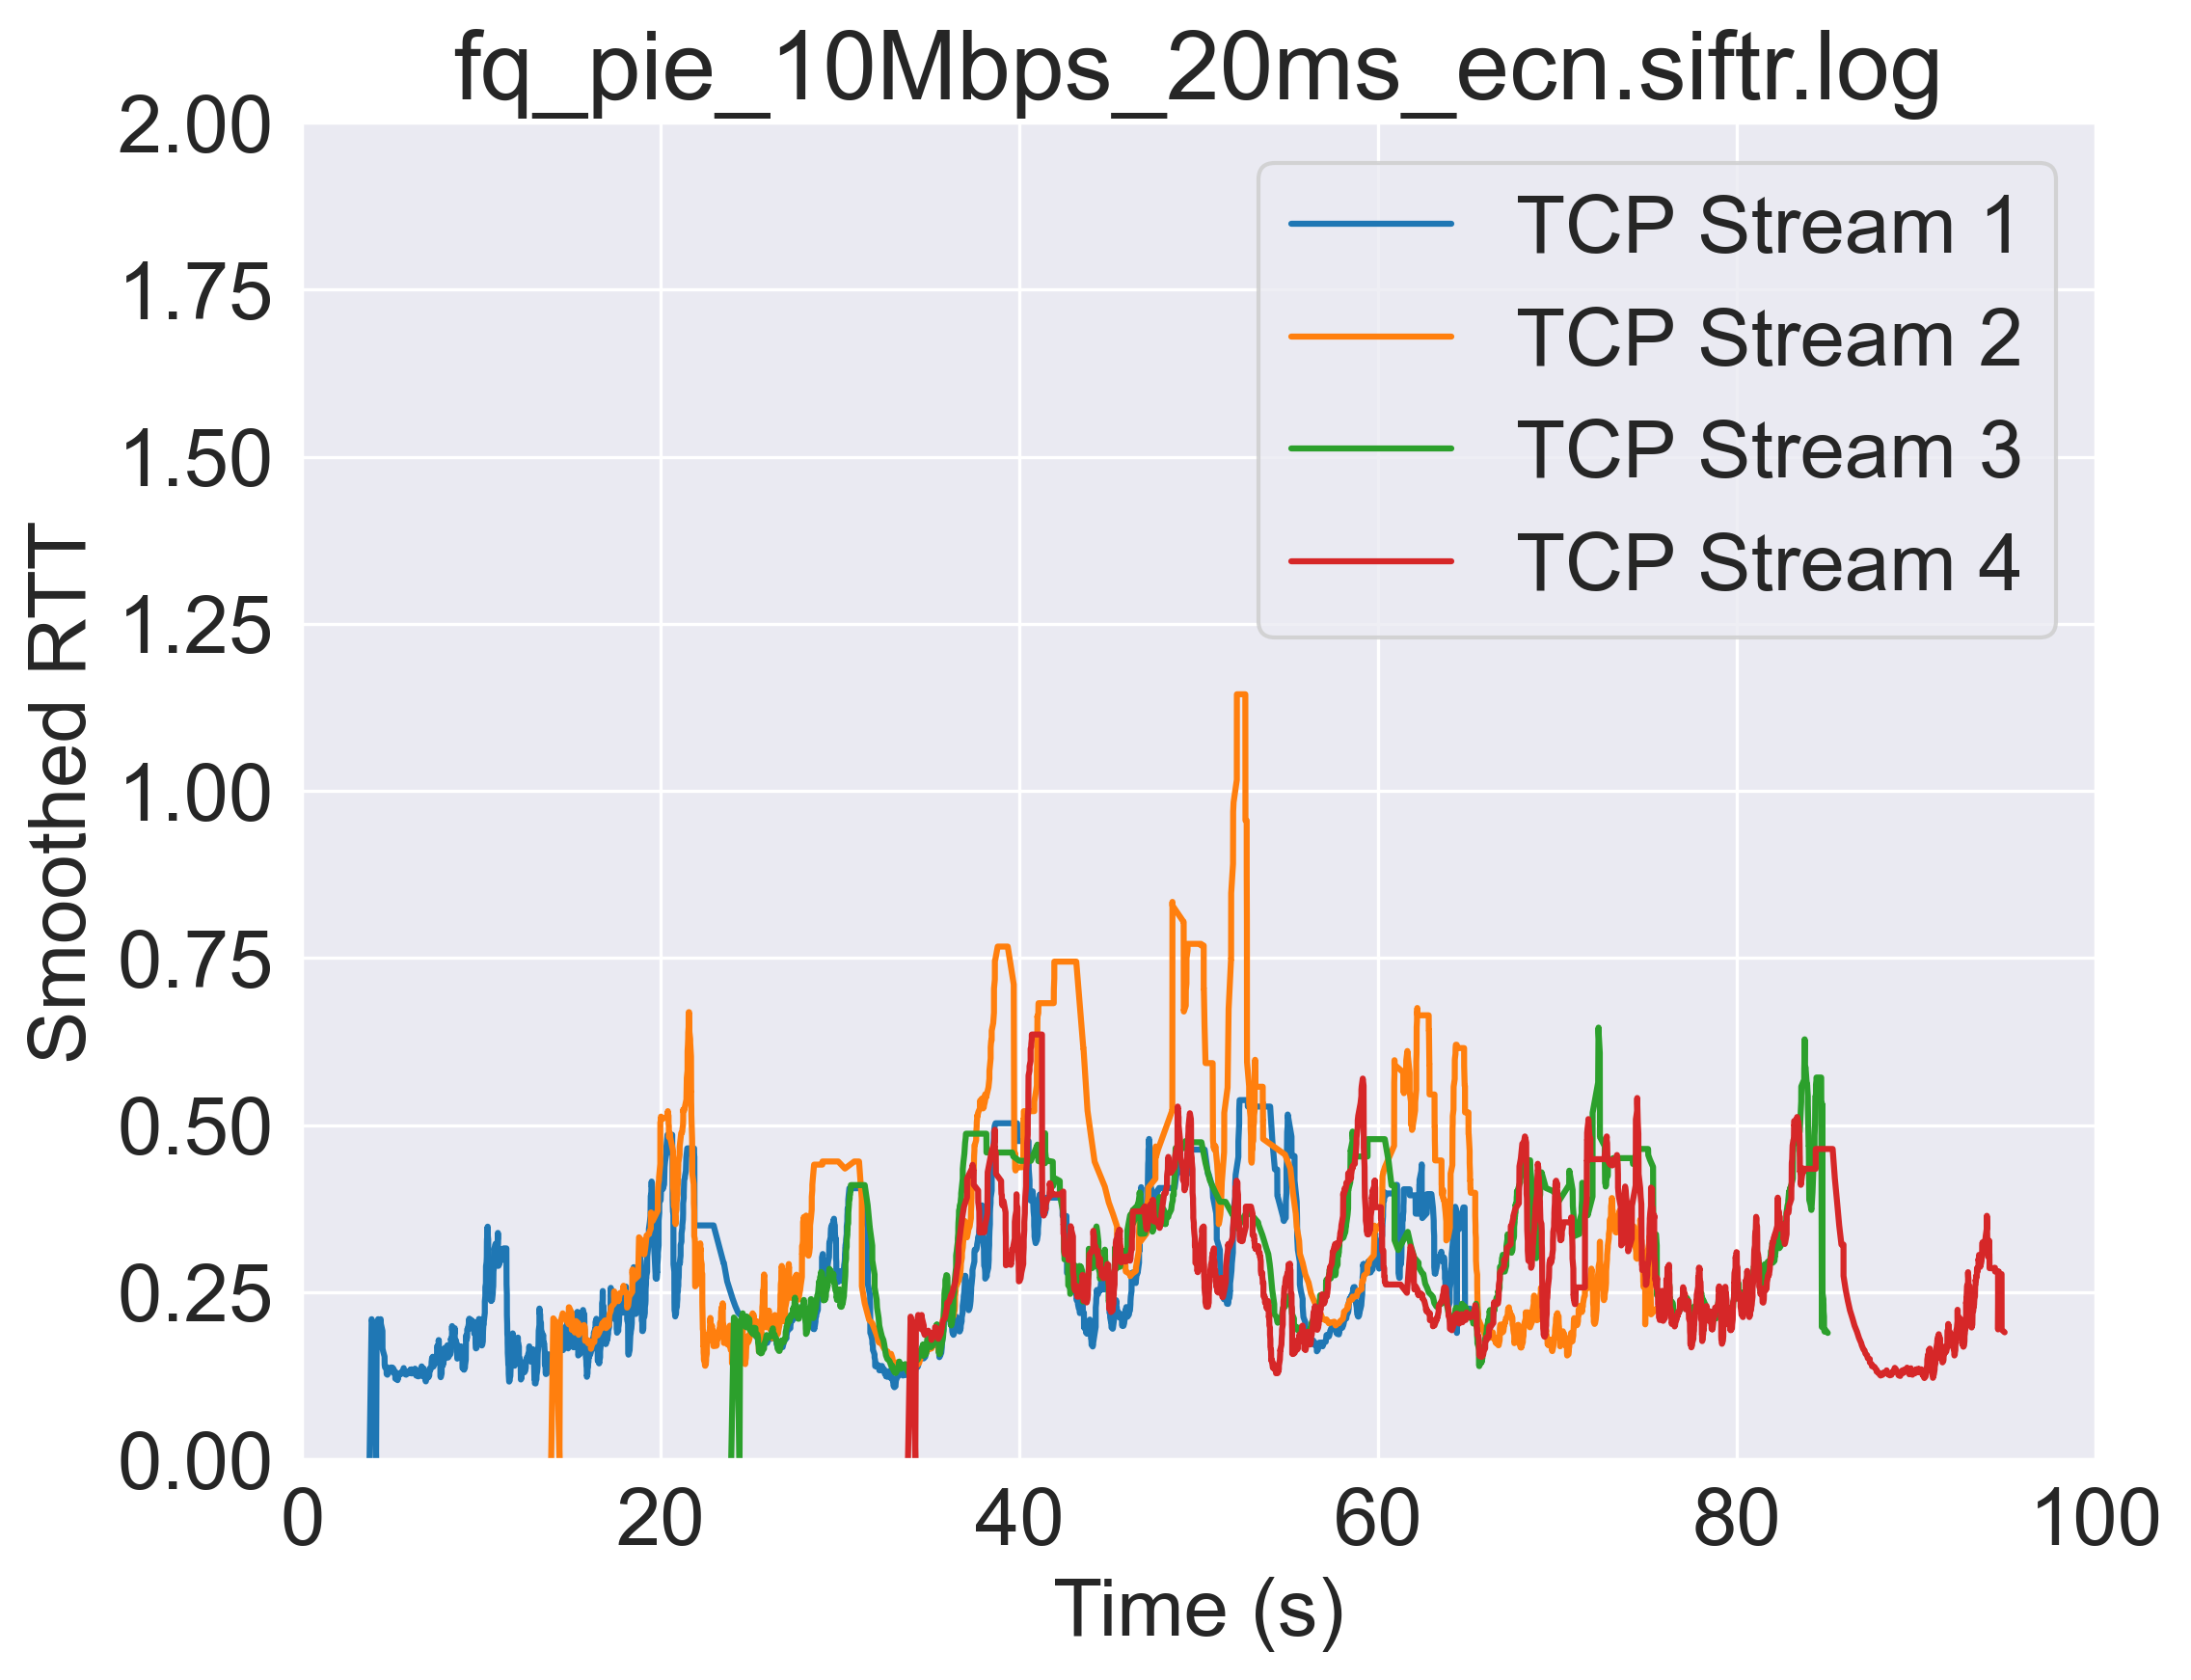 fq_pie_10Mbps_20ms_ecn.siftr.log
2.00
1.75
1.50
1.25
1.00
0.75
0.50
0.25
0.00
Smoothed RTT
TCP Stream 1
TCP Stream 2
TCP Stream 3
TCP Stream 4
0 20 40 60 80 100
Time (s)